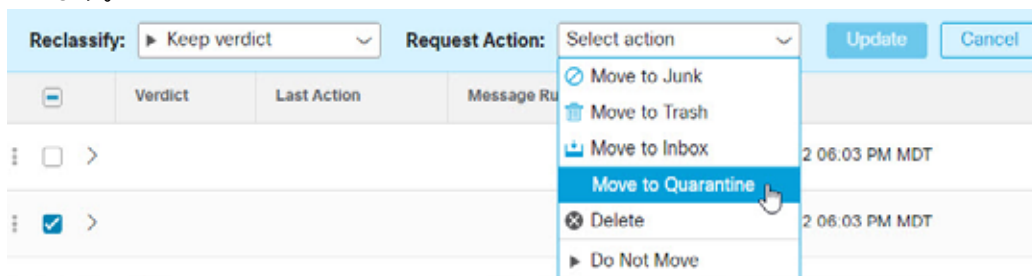 Reclassify: Keep verdict Request Action: Select action Update Cancel
Verdict Last Action Message Ru
Move to Junk
Move to Trash
Move to Inbox
2 06:03 PM MDT
Move to Quarantine
Delete
2 06:03 PM MDT
Do Not Move